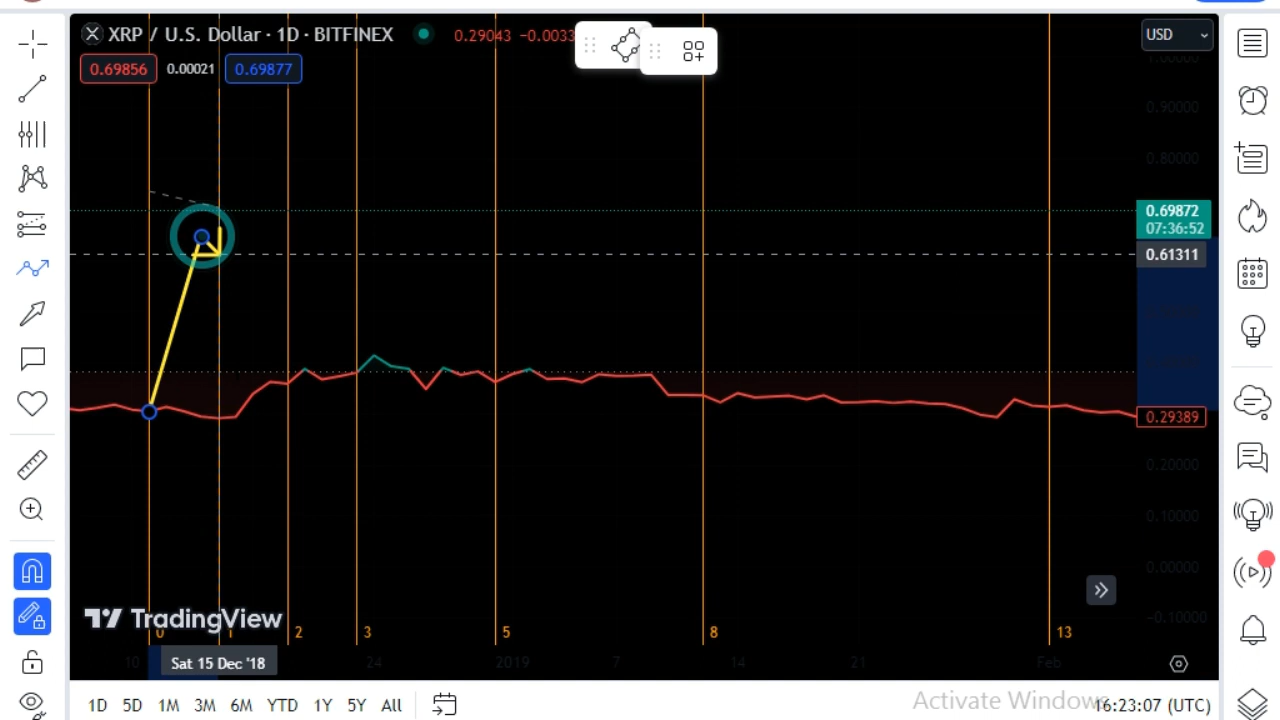 XRP / U.S. Dollar · 1D · BITFINEX 0.29043 −0.0033
USD
0.69856 0.00021 0.69877
1.00000
0.90000
0.80000
0.69872
07:36:52
0.61311
0.29389
0.20000
0.10000
0.00000
−0.10000
TradingView
0 1 2 3 5 8 13
10 Sat 15 Dec '18 24 2019 7 14 21 Feb
1D 5D 1M 3M 6M YTD 1Y 5Y All
Activate Windows
16:23:07 (UTC)